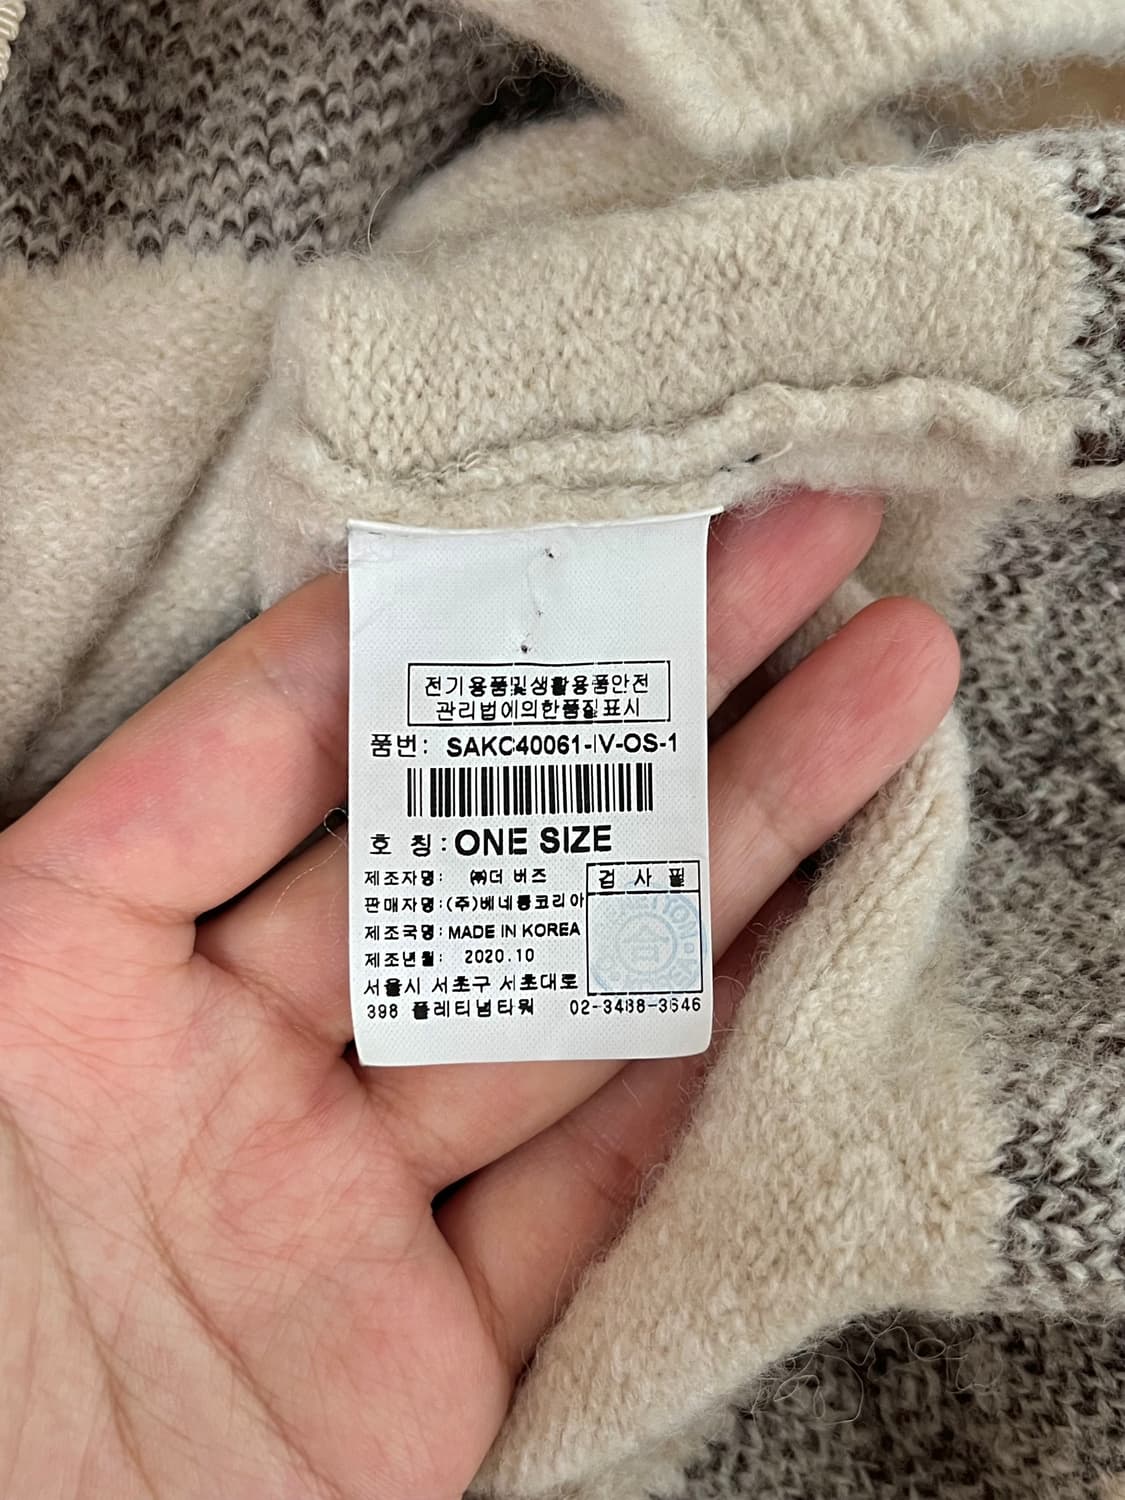 전기용품및생활용품안전
관리법에의한품질표시
품번: SAKC40061-IV-OS-1
호 칭: ONE SIZE
제조자명: ㈜더 버즈
검 사 필
판매자명:(주)베네통코리아
제조국명: MADE IN KOREA
제조년월: 2020.10
서울시 서초구 서초대로
398 플레티넘타워 02-3488-3646